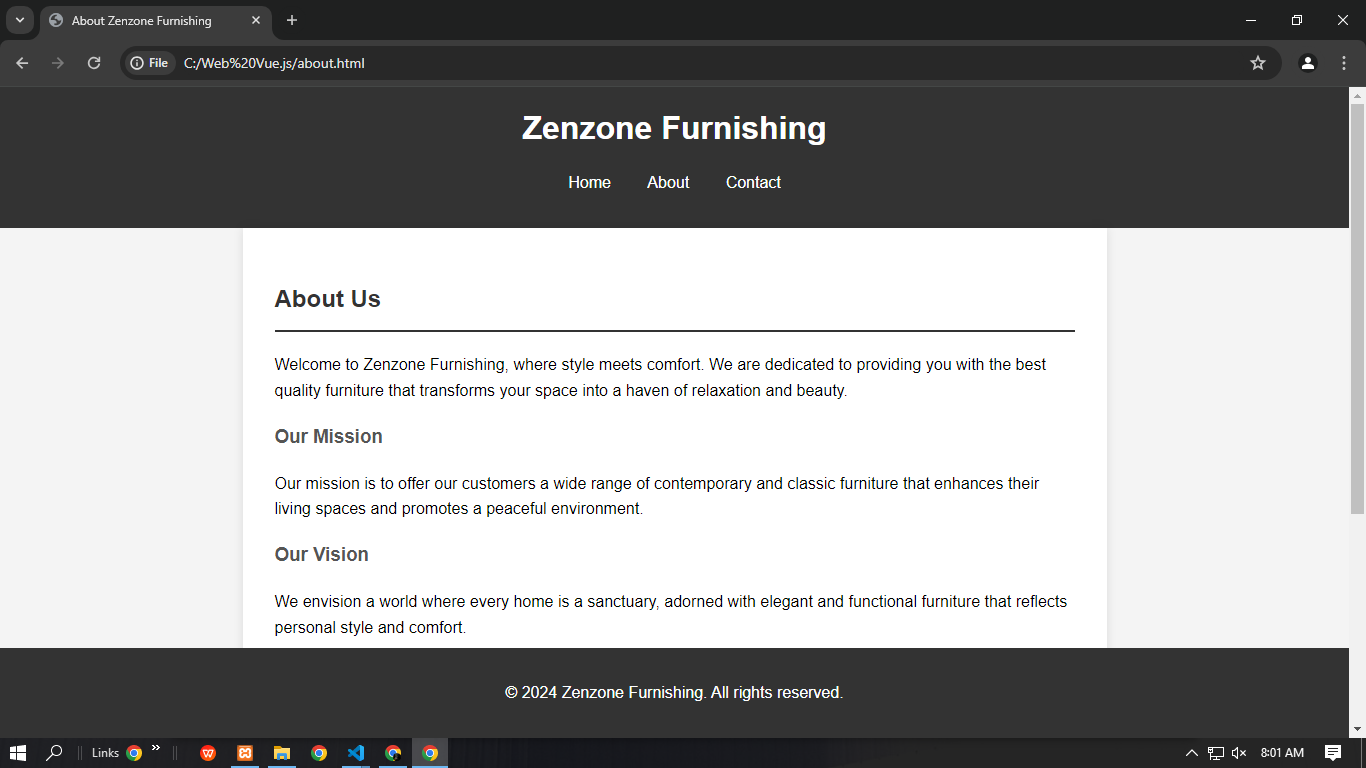 About Zenzone Furnishing
File C:/Web%20Vue.js/about.html
Zenzone Furnishing
Home About Contact
About Us
Welcome to Zenzone Furnishing, where style meets comfort. We are dedicated to providing you with the best
quality furniture that transforms your space into a haven of relaxation and beauty.
Our Mission
Our mission is to offer our customers a wide range of contemporary and classic furniture that enhances their
living spaces and promotes a peaceful environment.
Our Vision
We envision a world where every home is a sanctuary, adorned with elegant and functional furniture that reflects
personal style and comfort.
© 2024 Zenzone Furnishing. All rights reserved.
Links 8:01 AM